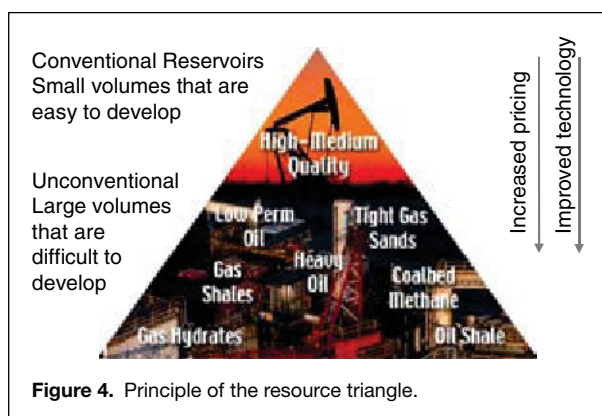 Conventional Reservoirs
Small volumes that are
easy to develop
High-Medium
Quality
Unconventional
Large volumes
that are
difficult to
develop
Low Perm
Oil
Tight Gas
Sands
Heavy
Oil
Gas
Shales
Coalbed
Methane
Gas Hydrates
Oil Shale
Increased pricing
Improved technology
Figure 4. Principle of the resource triangle.